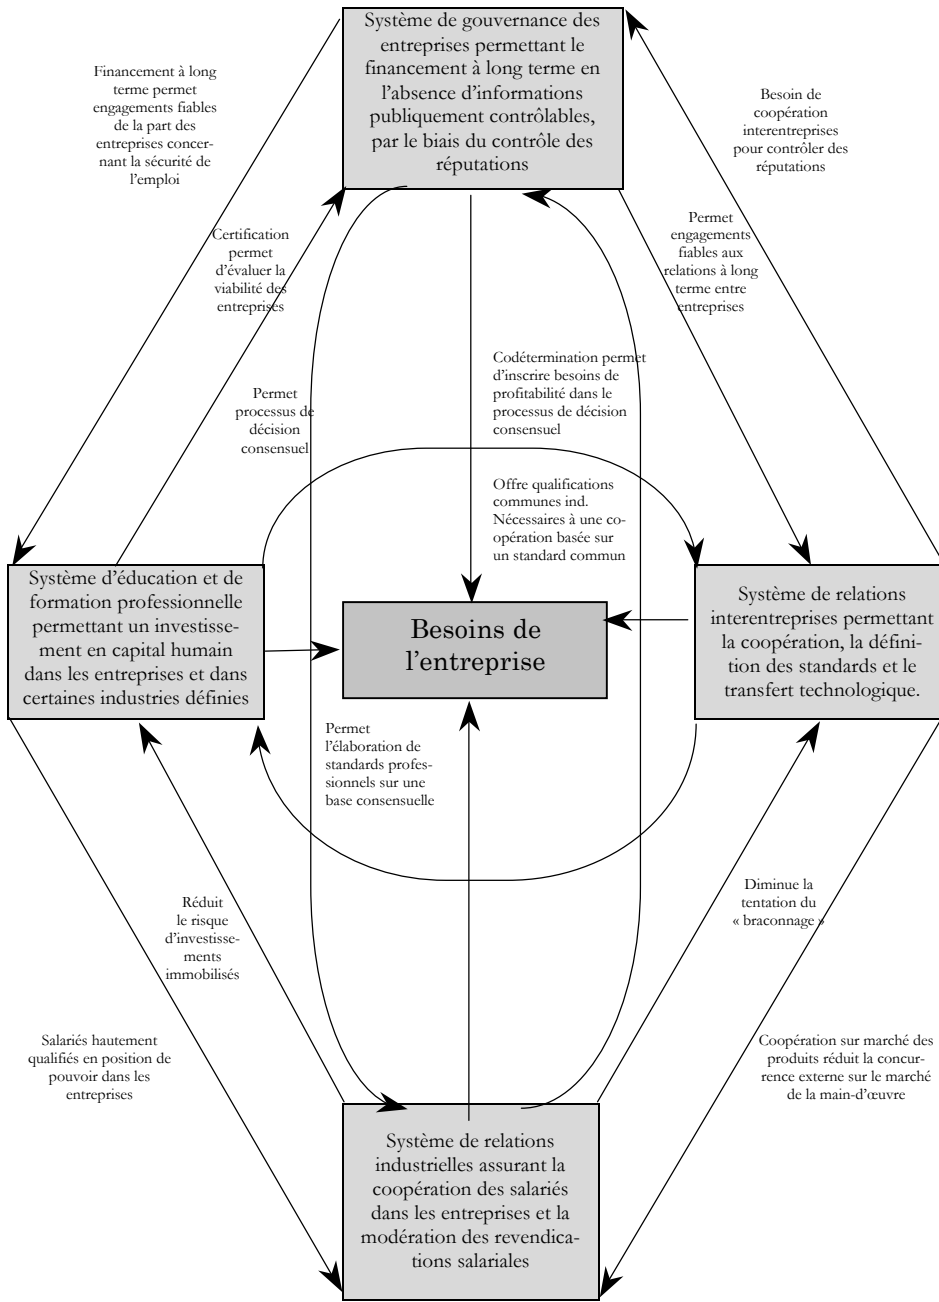 Système de gouvernance des
entreprises permettant le
financement à long terme en
l'absence d'informations
publiquement contrôlables,
par le biais du contrôle des
réputations
Financement à long
terme permet
engagements fiables
de la part des
entreprises concer-
nant la sécurité de
l'emploi
Besoin de
coopération
interentreprises
pour contrôler des
réputations
Certification
permet
d'évaluer la
viabilité des
entreprises
Permet
engagements
fiables aux
relations à long
terme entre
entreprises
Permet
processus de
décision
consensuel
Codétermination permet
d'inscrire besoins de
profitabilité dans le
processus de décision
consensuel
Offre qualifications
communes ind.
Nécessaires à une co-
opération basée sur
un standard commun
Système d'éducation et de
formation professionnelle
permettant un investisse-
ment en capital humain
dans les entreprises et dans
certaines industries définies
Besoins de
l'entreprise
Système de relations
interentreprises permettant
la coopération, la défini-
tion des standards et le
transfert technologique.
Permet
l'élaboration de
standards profes-
sionnels sur une
base consensuelle
Réduit
le risque
d'investisse-
ments
immobilisés
Diminue la
tentation du
« braconnage »
Salariés hautement
qualifiés en position de
pouvoir dans les
entreprises
Coopération sur marché des
produits réduit la concur-
rence externe sur le marché
de la main-d'œuvre
Système de relations
industrielles assurant la
coopération des salariés
dans les entreprises et la
modération des revendica-
tions salariales